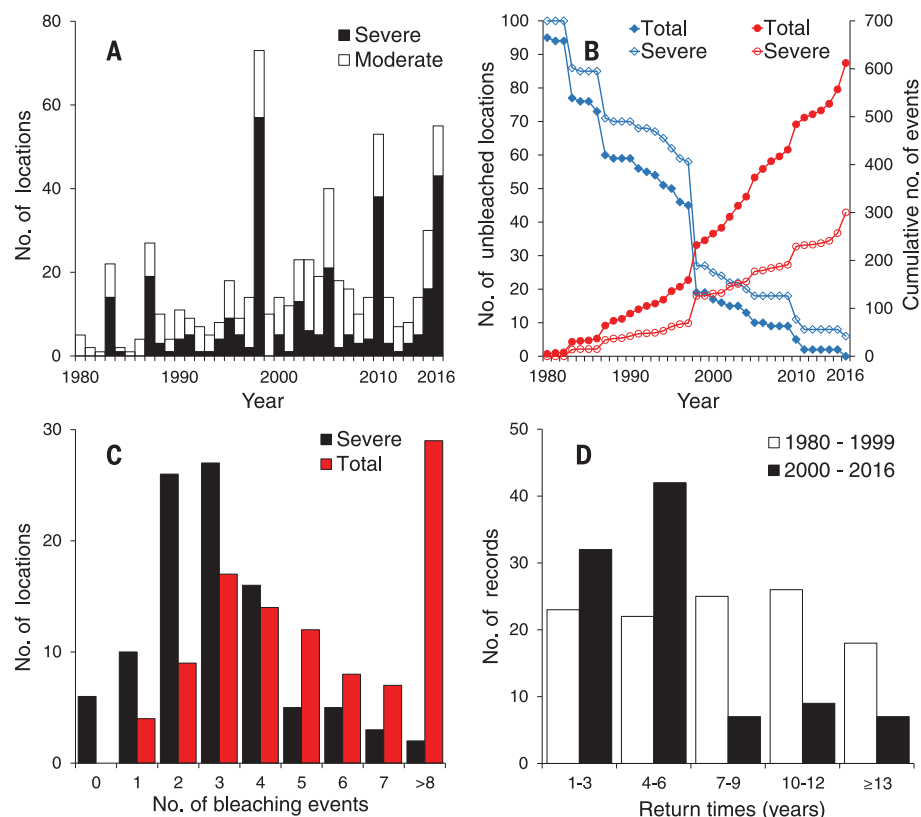 A
Severe
Moderate
No. of locations
80
60
40
20
0
1980
1990
2000
2010
2016
Year
B
Total
Severe
Total
Severe
No. of unbleached locations
100
90
80
70
60
50
40
30
20
10
0
Cumulative no. of events
700
600
500
400
300
200
100
0
1980
1990
2000
2010
2016
Year
C
Severe
Total
No. of locations
30
20
10
0
0
1
2
3
4
5
6
7
>8
No. of bleaching events
D
1980 - 1999
2000 - 2016
No. of records
50
40
30
20
10
0
1-3
4-6
7-9
10-12
≥13
Return times (years)